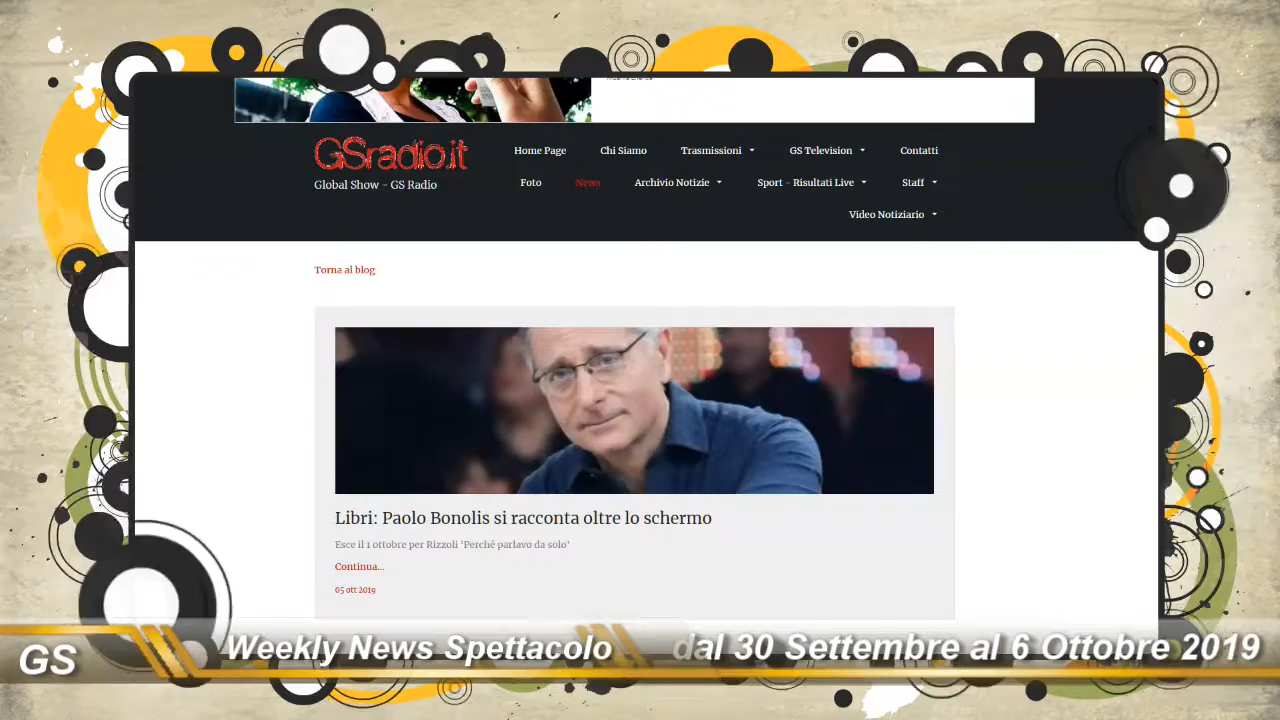 GSradio.it
Global Show - GS Radio
Home Page
Chi Siamo
Trasmissioni
GS Television
Contatti
Foto
News
Archivio Notizie
Sport - Risultati Live
Staff
Video Notiziario
Torna al blog
Libri: Paolo Bonolis si racconta oltre lo schermo
Esce il 1 ottobre per Rizzoli 'Perché parlavo da solo'
Continua...
05 ott 2019
GS
Weekly News Spettacolo
dal 30 Settembre al 6 Ottobre 2019